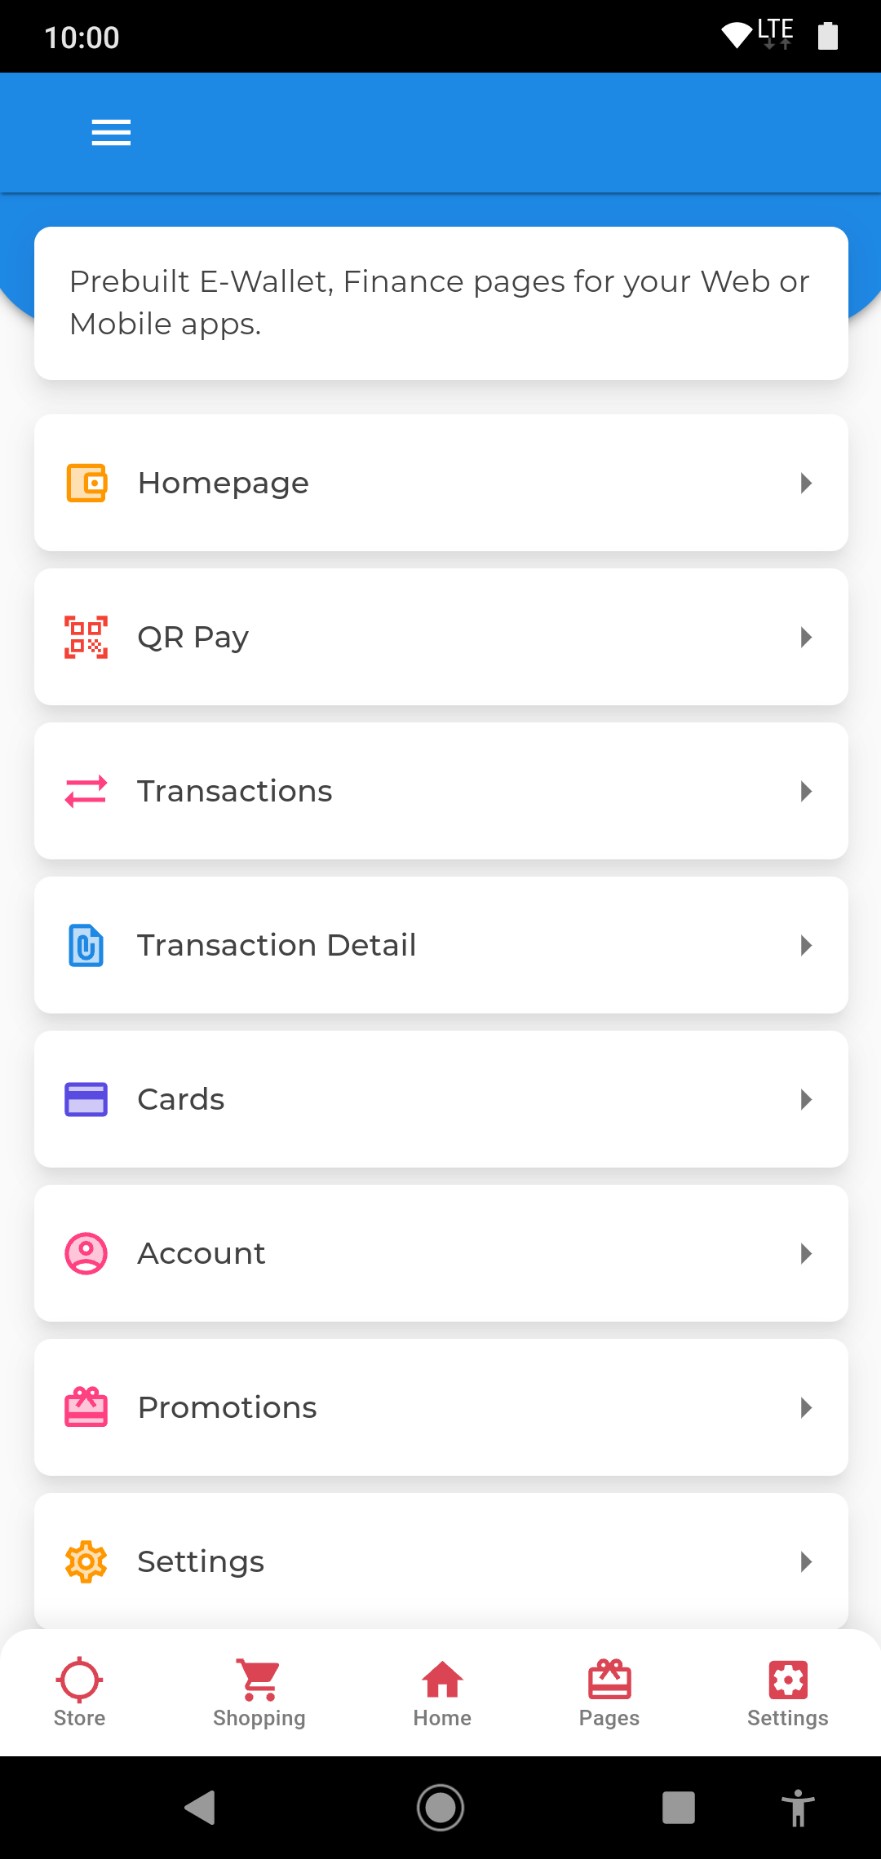 10:00
LTE
Prebuilt E-Wallet, Finance pages for your Web or
Mobile apps.
Homepage
QR Pay
Transactions
Transaction Detail
Cards
Account
Promotions
Settings
Store Shopping Home Pages Settings